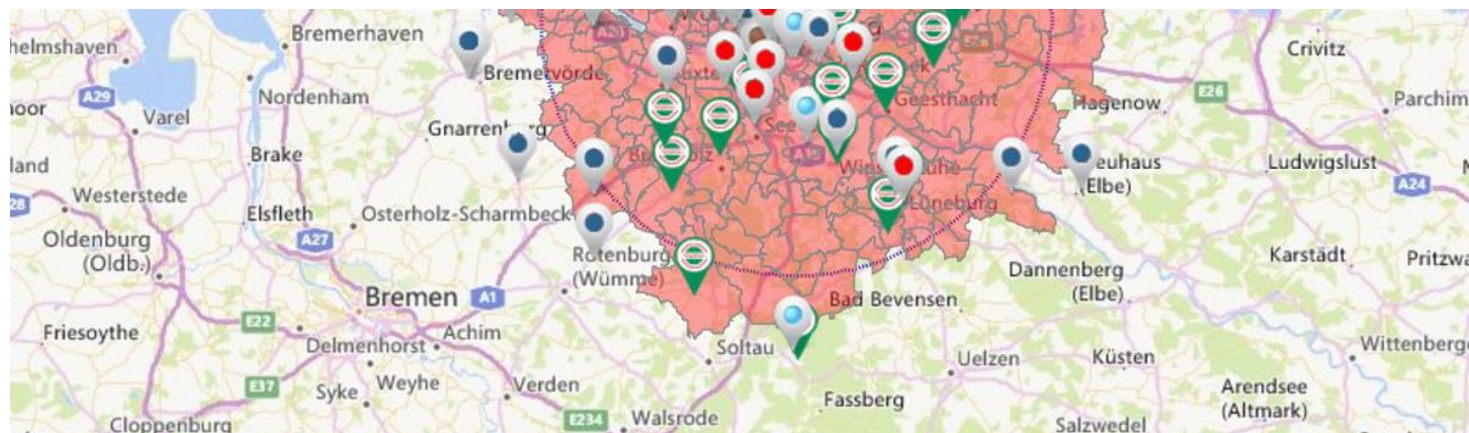 Bremerhaven
Crivitz
Bremervörde
A29
Nordenham
E26
Geesthacht
Hagenow
Parchim
Varel
Gnarrenburg
Brake
Ludwigslust
Westerstede
A24
28
Elsfleth
Osterholz-Scharmbeck
Lüneburg
(Elbe)
Oldenburg
(Oldb.)
A27
Rotenburg
(Wümme)
Karstädt
Dannenberg
(Elbe)
Bremen
A1
Bad Bevensen
Friesoythe
E22
Achim
Delmenhorst
Soltau
Uelzen
Küsten
E37
Syke
Weyhe
Verden
Fassberg
Arendsee
(Altmark)
Cloppenburg
E234
Walsrode
Salzwedel